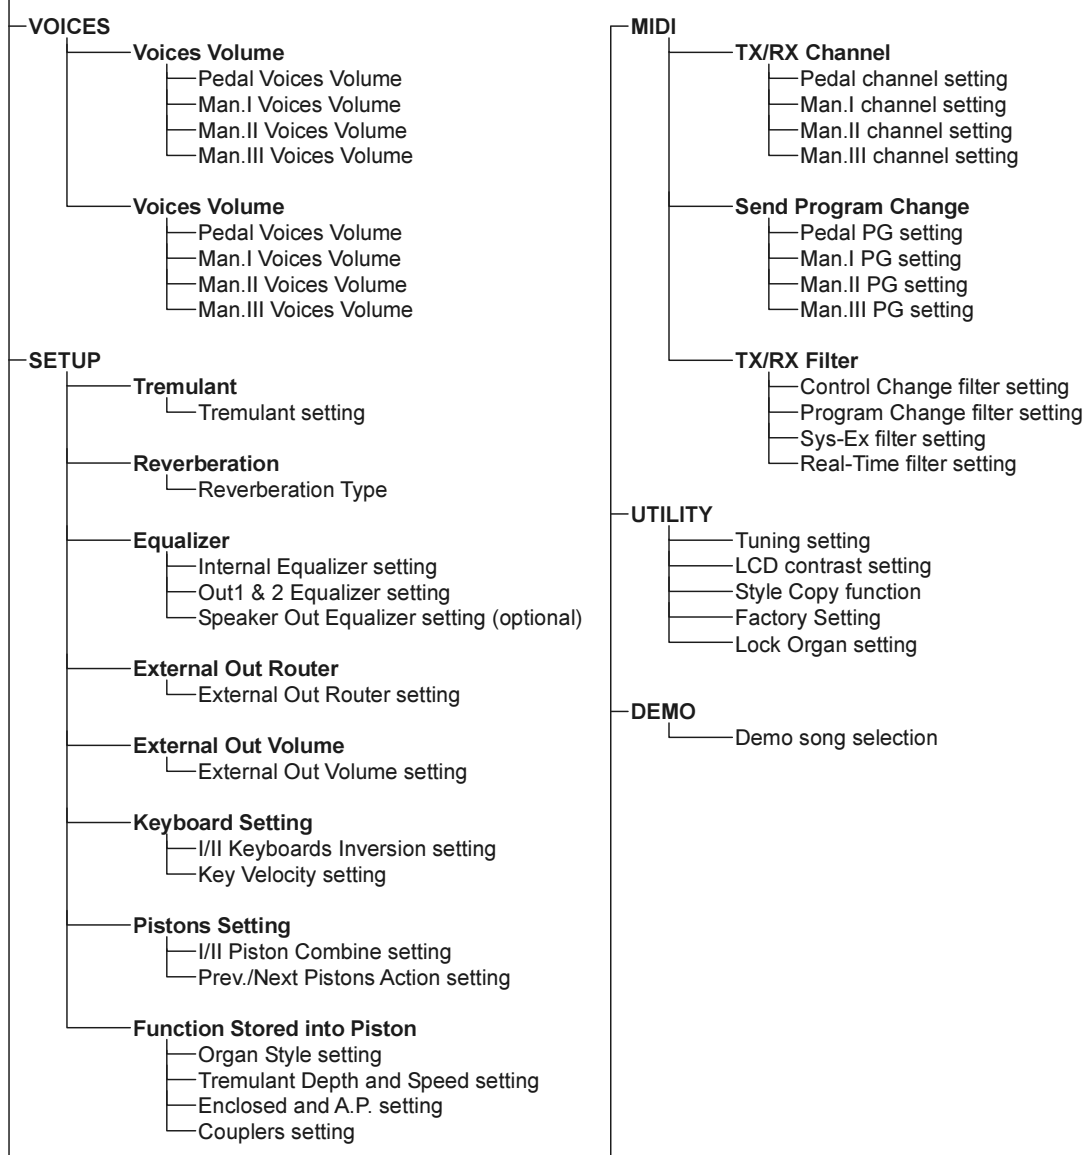 VOICES
Voices Volume
Pedal Voices Volume
Man.I Voices Volume
Man.II Voices Volume
Man.III Voices Volume
Voices Volume
Pedal Voices Volume
Man.I Voices Volume
Man.II Voices Volume
Man.III Voices Volume
SETUP
Tremulant
Tremulant setting
Reverberation
Reverberation Type
Equalizer
Internal Equalizer setting
Out1 & 2 Equalizer setting
Speaker Out Equalizer setting (optional)
External Out Router
External Out Router setting
External Out Volume
External Out Volume setting
Keyboard Setting
I/II Keyboards Inversion setting
Key Velocity setting
Pistons Setting
I/II Piston Combine setting
Prev./Next Pistons Action setting
Function Stored into Piston
Organ Style setting
Tremulant Depth and Speed setting
Enclosed and A.P. setting
Couplers setting
MIDI
TX/RX Channel
Pedal channel setting
Man.I channel setting
Man.II channel setting
Man.III channel setting
Send Program Change
Pedal PG setting
Man.I PG setting
Man.II PG setting
Man.III PG setting
TX/RX Filter
Control Change filter setting
Program Change filter setting
Sys-Ex filter setting
Real-Time filter setting
UTILITY
Tuning setting
LCD contrast setting
Style Copy function
Factory Setting
Lock Organ setting
DEMO
Demo song selection